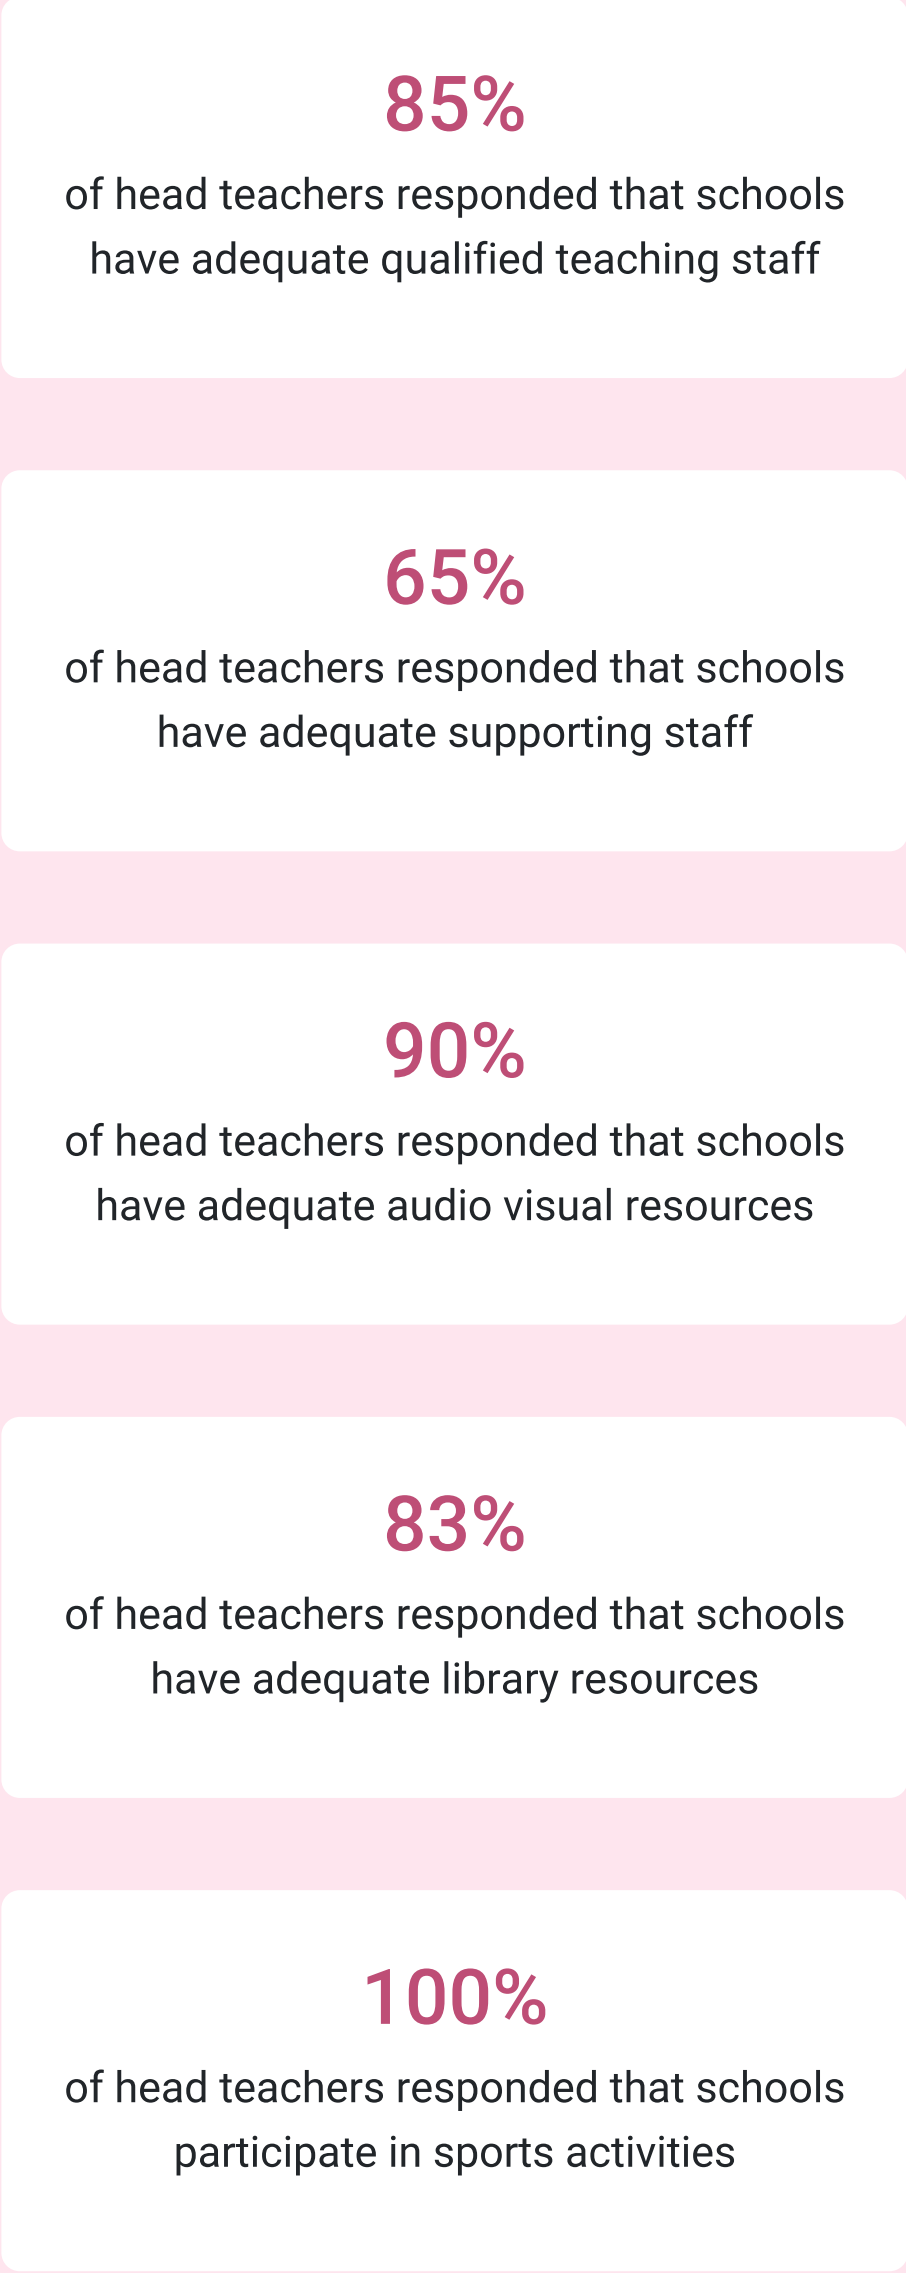 85%
of head teachers responded that schools
have adequate qualified teaching staff
65%
of head teachers responded that schools
have adequate supporting staff
90%
of head teachers responded that schools
have adequate audio visual resources
83%
of head teachers responded that schools
have adequate library resources
100%
of head teachers responded that schools
participate in sports activities